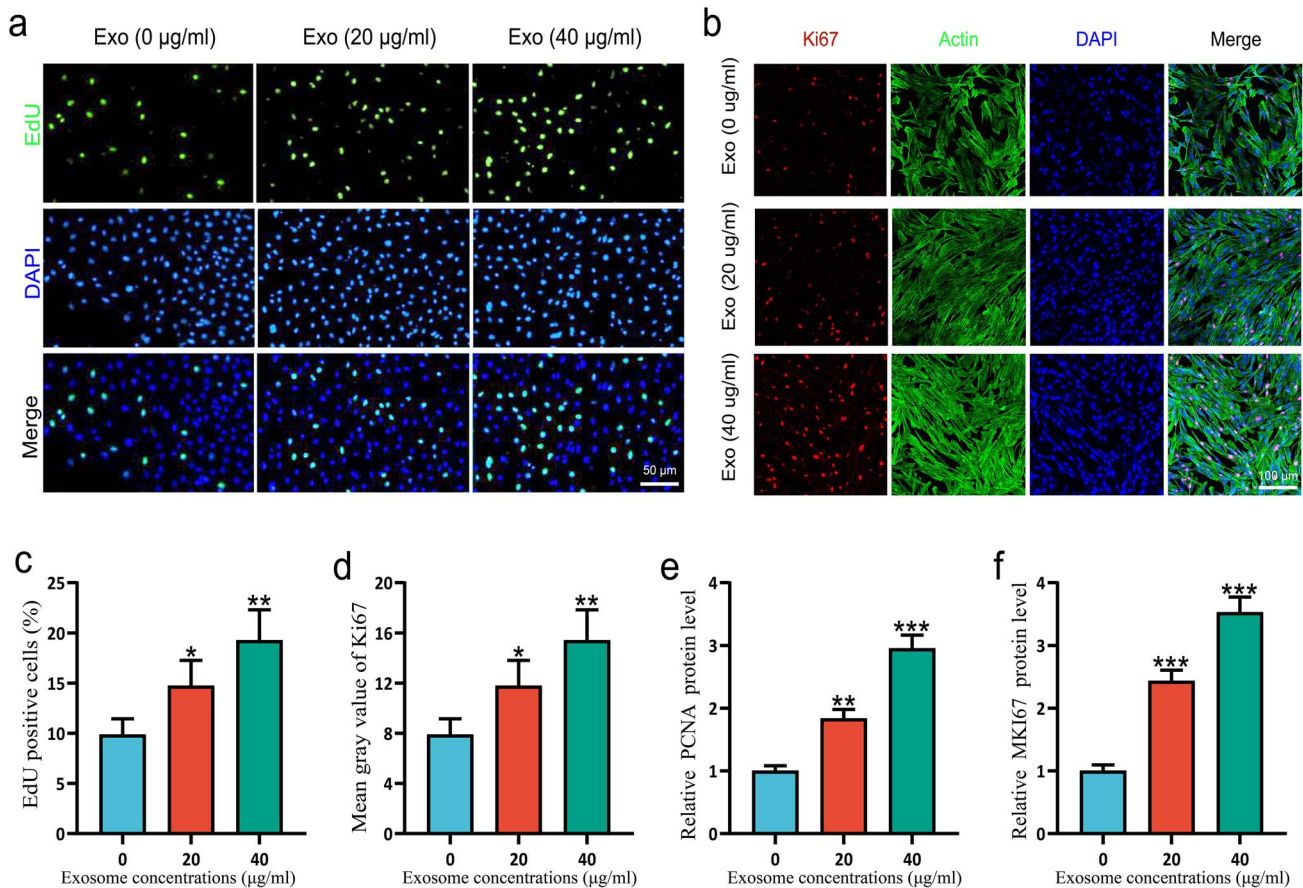 a
Exo (0 µg/ml) Exo (20 µg/ml) Exo (40 µg/ml)
EdU
DAPI
Merge
50 µm
b
Ki67 Actin DAPI Merge
Exo (0 ug/ml)
Exo (20 ug/ml)
Exo (40 ug/ml)
100 µm
c
EdU positive cells (%)
25
20
15
10
5
0
*
**
0 20 40
Exosome concentrations (µg/ml)
d
Mean gray value of Ki67
20
16
12
8
4
0
*
**
0 20 40
Exosome concentrations (µg/ml)
e
Relative PCNA protein level
4
3
2
1
0
**
***
0 20 40
Exosome concentrations (µg/ml)
f
Relative MKI67 protein level
4
3
2
1
0
***
***
0 20 40
Exosome concentrations (µg/ml)